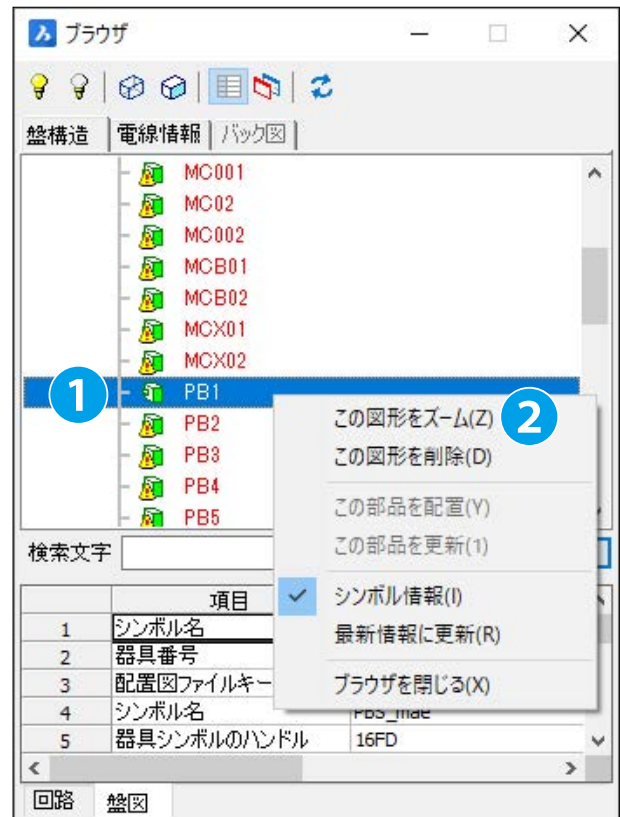 ブラウザ
盤構造 電線情報 バック図
MC001
MC02
MC002
MCB01
MCB02
MCX01
MCX02
1 PB1
この図形をズーム(Z) 2
PB2
この図形を削除(D)
PB3
PB4
この部品を配置(Y)
PB5
検索文字
この部品を更新(1)
項目
シンボル情報(I)
1 シンボル名
最新情報に更新(R)
2 器具番号
3 配置図ファイルキー
ブラウザを閉じる(X)
4 シンボル名 PBS_mae
5 器具シンボルのハンドル 16FD
回路 盤図